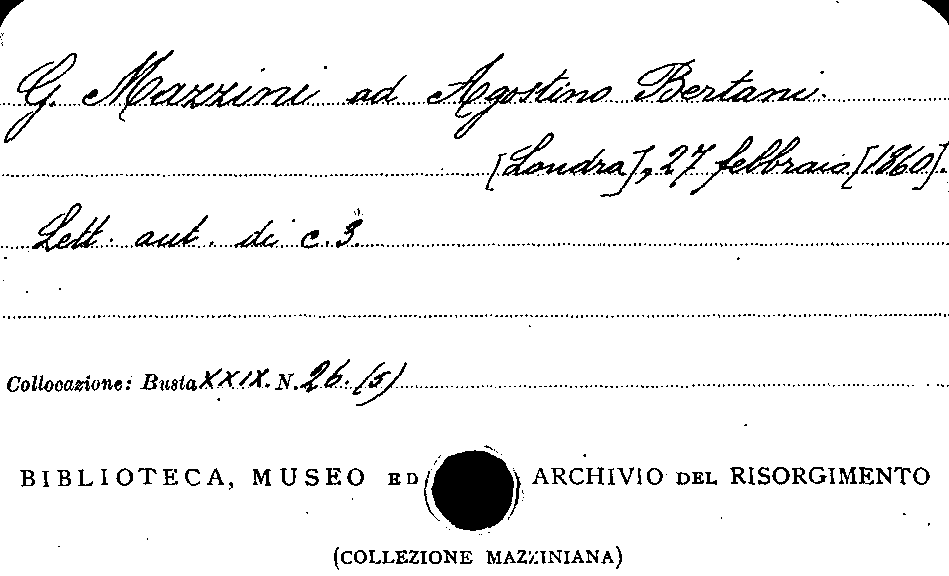 G. Mazzini ad Agostino Bertani.
[Londra], 27 febbraio [1860].
Lett. aut. di c. 3.
Collocazione: Busta XXIX. N. 26. (5)
BIBLIOTECA, MUSEO ED ARCHIVIO DEL RISORGIMENTO
(COLLEZIONE MAZZINIANA)